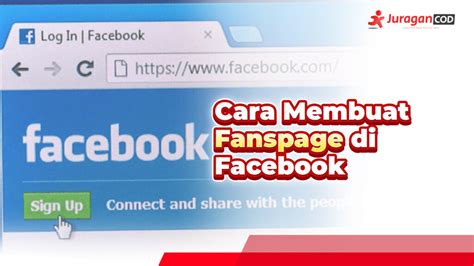 JuraganCOD
Log In | Facebook
https://www.facebook.com/
Cara Membuat
Fanspage di
Facebook
facebook
Sign Up
Connect and share with the people